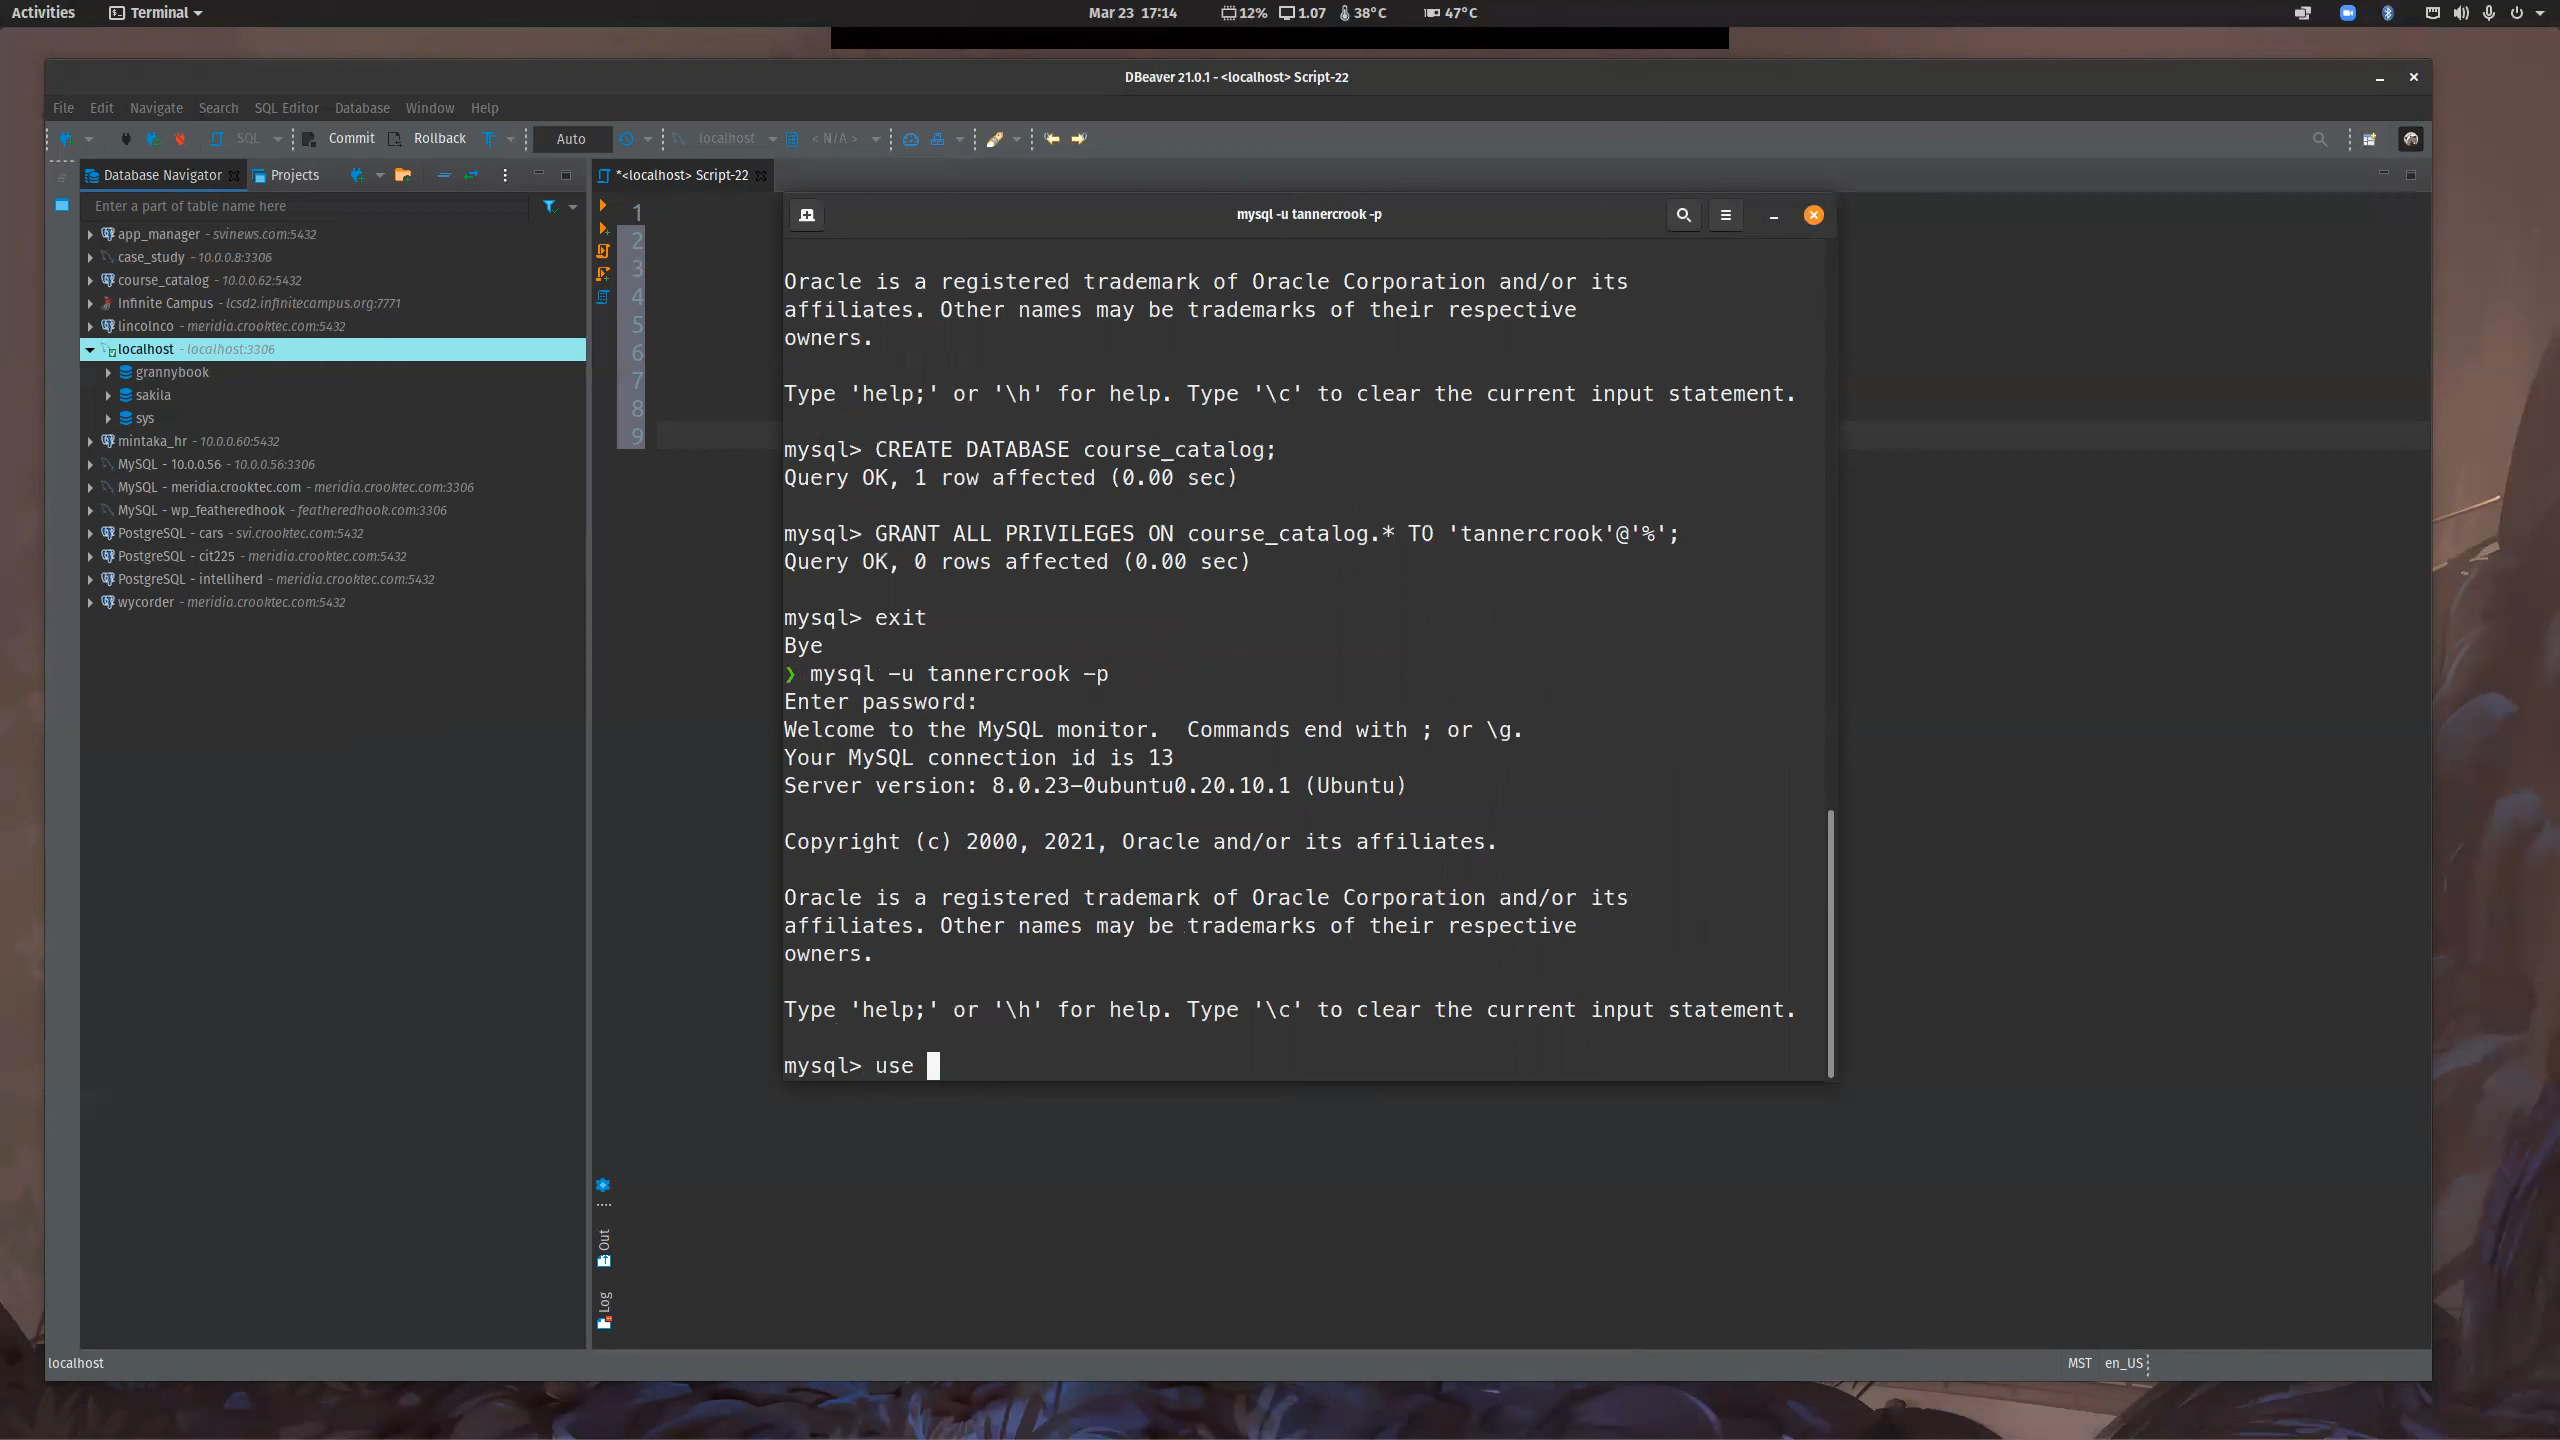 Activities
Terminal
Mar 23 17:14
12%
1.07
38°C
47°C
DBeaver 21.0.1 - <localhost> Script-22
File Edit Navigate Search SQL Editor Database Window Help
SQL
Commit
Rollback
Auto
localhost
< N/A >
Database Navigator
Projects
Enter a part of table name here
app_manager - svinews.com:5432
case_study - 10.0.0.8:3306
course_catalog - 10.0.0.62:5432
Infinite Campus - lcsd2.infinitecampus.org:7771
lincolnco - meridia.crooktec.com:5432
localhost - localhost:3306
grannybook
sakila
sys
mintaka_hr - 10.0.0.60:5432
MySQL - 10.0.0.56 - 10.0.0.56:3306
MySQL - meridia.crooktec.com - meridia.crooktec.com:3306
MySQL - wp_featheredhook - featheredhook.com:3306
PostgreSQL - cars - svi.crooktec.com:5432
PostgreSQL - cit225 - meridia.crooktec.com:5432
PostgreSQL - intelliherd - meridia.crooktec.com:5432
wycorder - meridia.crooktec.com:5432
*<localhost> Script-22
1
2
3
4
5
6
7
8
9
mysql -u tannercrook -p
Oracle is a registered trademark of Oracle Corporation and/or its
affiliates. Other names may be trademarks of their respective
owners.
Type 'help;' or '\h' for help. Type '\c' to clear the current input statement.
mysql> CREATE DATABASE course_catalog;
Query OK, 1 row affected (0.00 sec)
mysql> GRANT ALL PRIVILEGES ON course_catalog.* TO 'tannercrook'@'%';
Query OK, 0 rows affected (0.00 sec)
mysql> exit
Bye
❯ mysql -u tannercrook -p
Enter password:
Welcome to the MySQL monitor.  Commands end with ; or \g.
Your MySQL connection id is 13
Server version: 8.0.23-0ubuntu0.20.10.1 (Ubuntu)
Copyright (c) 2000, 2021, Oracle and/or its affiliates.
Oracle is a registered trademark of Oracle Corporation and/or its
affiliates. Other names may be trademarks of their respective
owners.
Type 'help;' or '\h' for help. Type '\c' to clear the current input statement.
mysql> use
Out
Log
localhost
MST
en_US